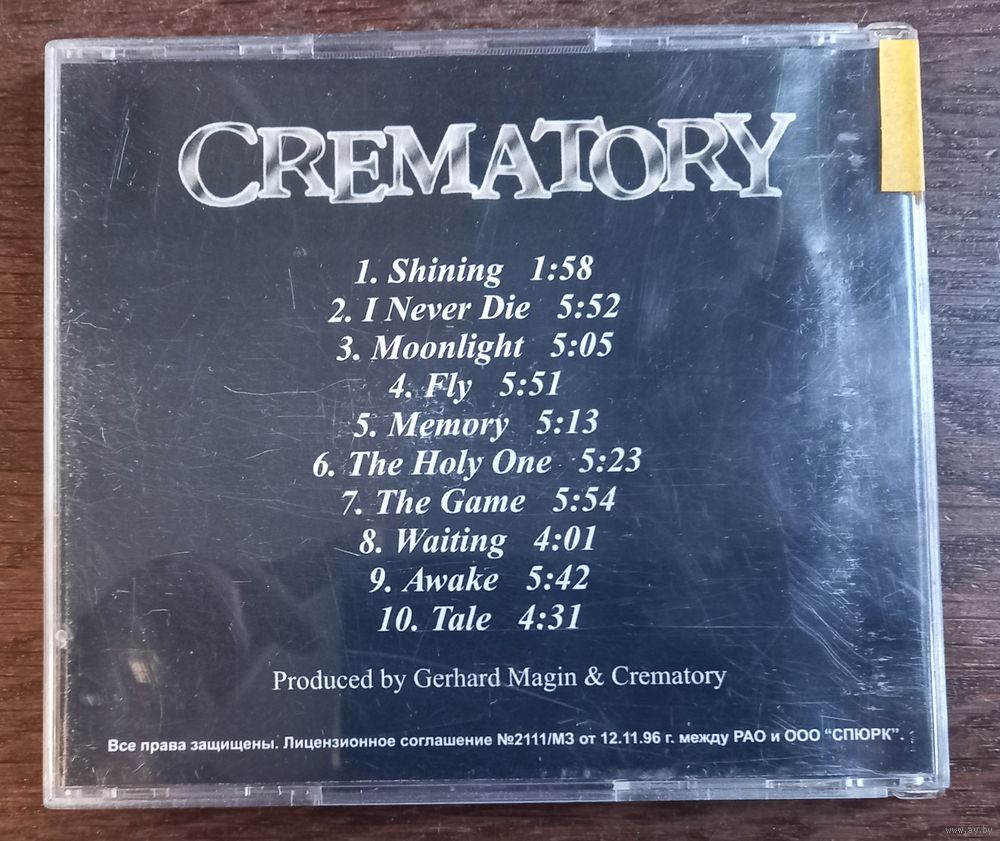 CREMATORY
1. Shining 1:58
2. I Never Die 5:52
3. Moonlight 5:05
4. Fly 5:51
5. Memory 5:13
6. The Holy One 5:23
7. The Game 5:54
8. Waiting 4:01
9. Awake 5:42
10. Tale 4:31
Produced by Gerhard Magin & Crematory
Все права защищены. Лицензионное соглашение №2111/МЗ от 12.11.96 г. между РАО и ООО “СПЮРК”.
www.ay.by